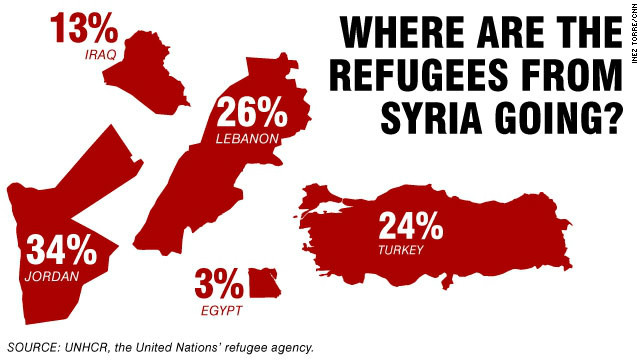 WHERE ARE THE
REFUGEES FROM
SYRIA GOING?
INEZ TORRE/CNN
13%
IRAQ
26%
LEBANON
34%
JORDAN
24%
TURKEY
3%
EGYPT
SOURCE: UNHCR, the United Nations' refugee agency.